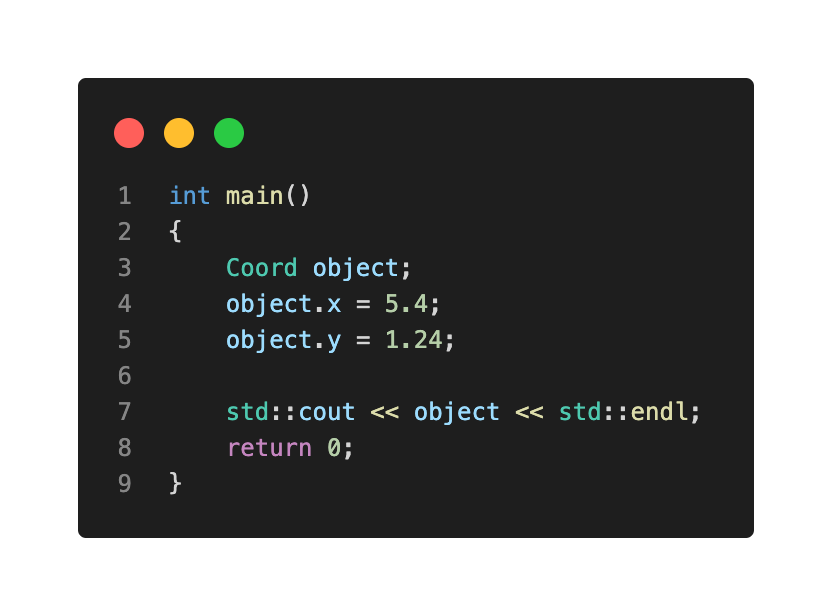 1 int main()
2 {
3     Coord object;
4     object.x = 5.4;
5     object.y = 1.24;
6
7     std::cout << object << std::endl;
8     return 0;
9 }